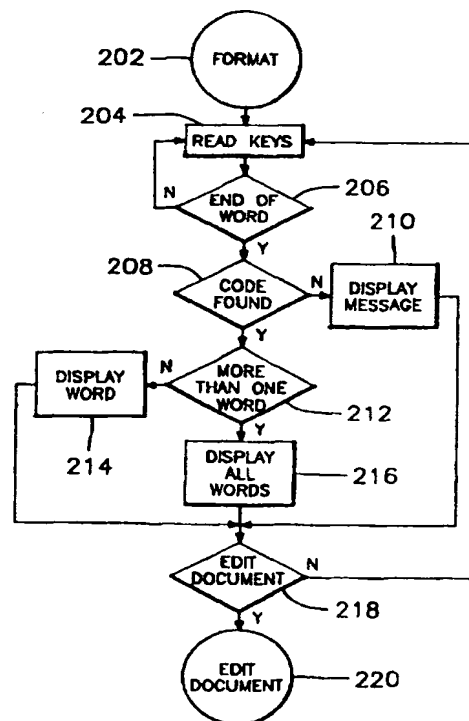 202
FORMAT
204
READ KEYS
N
END OF
WORD
206
Y
208
CODE
FOUND
N
210
DISPLAY
MESSAGE
Y
DISPLAY
WORD
214
N
MORE
THAN ONE
WORD
212
Y
DISPLAY
ALL
WORDS
216
EDIT
DOCUMENT
N
218
Y
EDIT
DOCUMENT
220